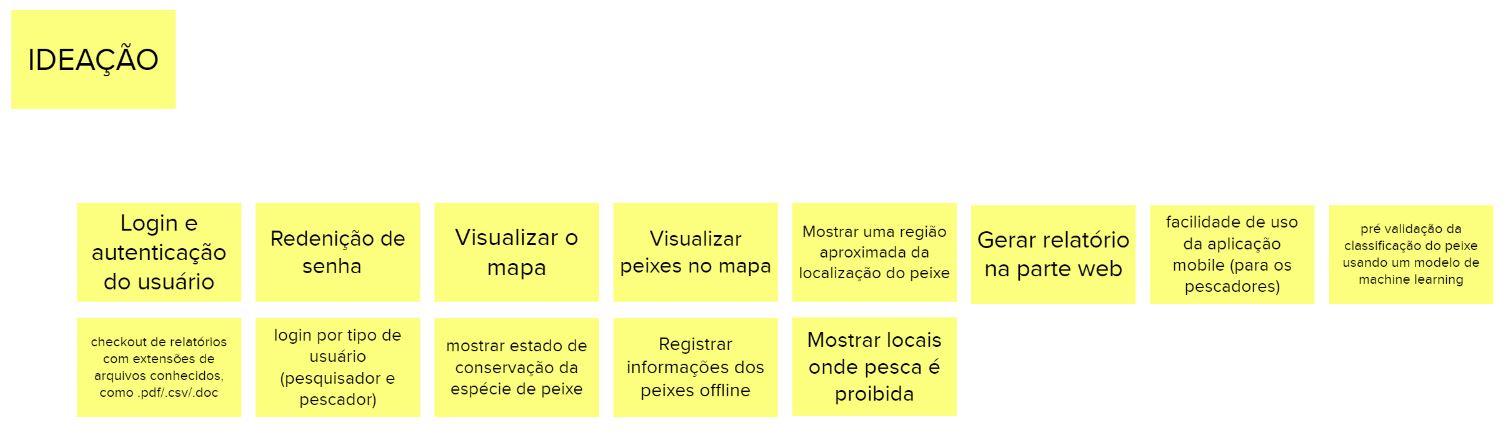 IDEAÇÃO
Login e
autenticação
do usuário
Redenição de
senha
Visualizar o
mapa
Visualizar
peixes no mapa
Mostrar uma região
aproximada da
localização do peixe
Gerar relatório
na parte web
facilidade de uso
da aplicação
mobile (para os
pescadores)
pré validação da
classificação do peixe
usando um modelo de
machine learning
checkout de relatórios
com extensões de
arquivos conhecidos,
como .pdf/.csv/.doc
login por tipo de
usuário
(pesquisador e
pescador)
mostrar estado de
conservação da
espécie de peixe
Registrar
informações dos
peixes offline
Mostrar locais
onde pesca é
proibida